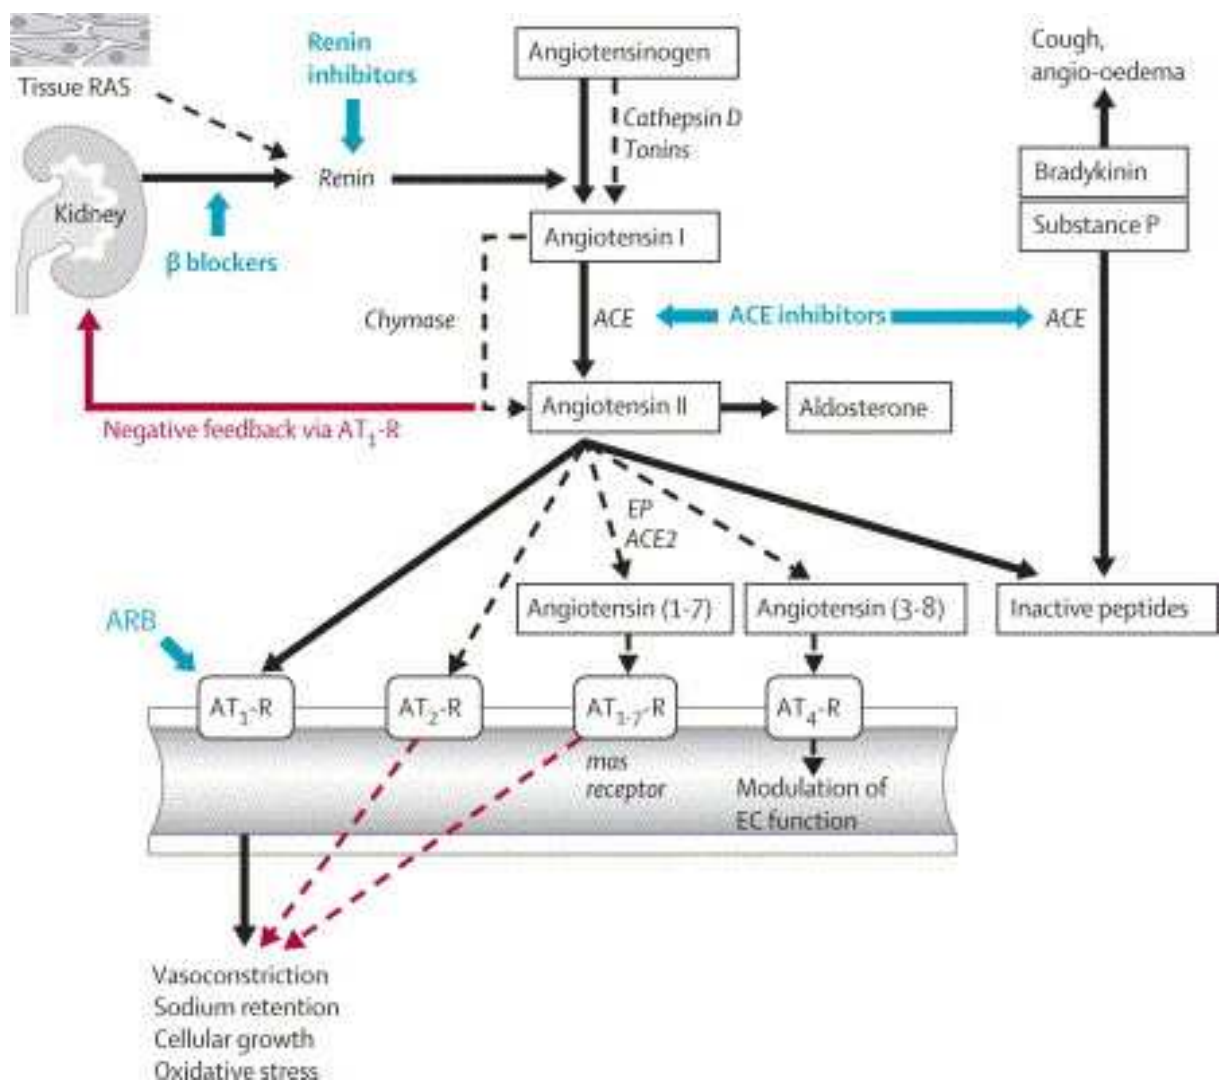 Tissue RAS
Renin
inhibitors
Angiotensinogen
Cough,
angio-oedema
Cathepsin D
Tonins
Renin
Kidney
β blockers
Bradykinin
Substance P
Angiotensin I
Chymase
ACE
ACE inhibitors
ACE
Angiotensin II
Aldosterone
Negative feedback via AT₁-R
EP
ACE2
ARB
Angiotensin (1-7)
Angiotensin (3-8)
Inactive peptides
AT₁-R
AT₂-R
AT₁₋₇-R
AT₄-R
mas
receptor
Modulation of
EC function
Vasoconstriction
Sodium retention
Cellular growth
Oxidative stress